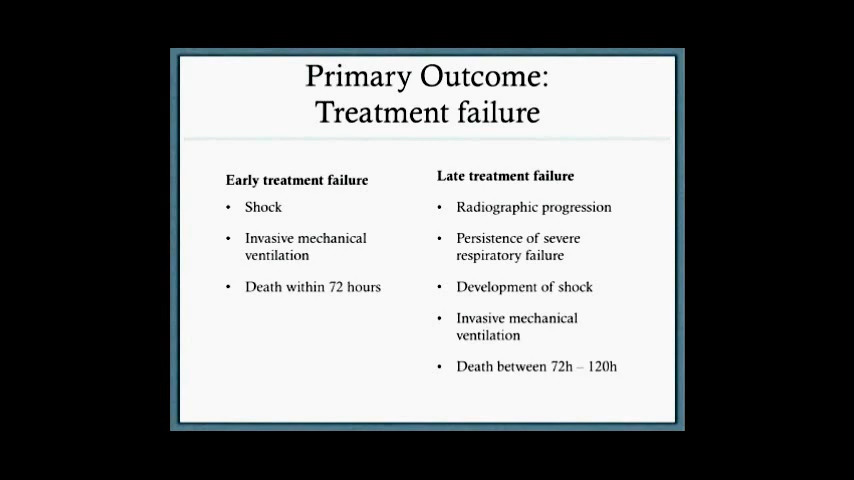 Primary Outcome:
Treatment failure
Early treatment failure
• Shock
• Invasive mechanical
ventilation
• Death within 72 hours
Late treatment failure
• Radiographic progression
• Persistence of severe
respiratory failure
• Development of shock
• Invasive mechanical
ventilation
• Death between 72h – 120h